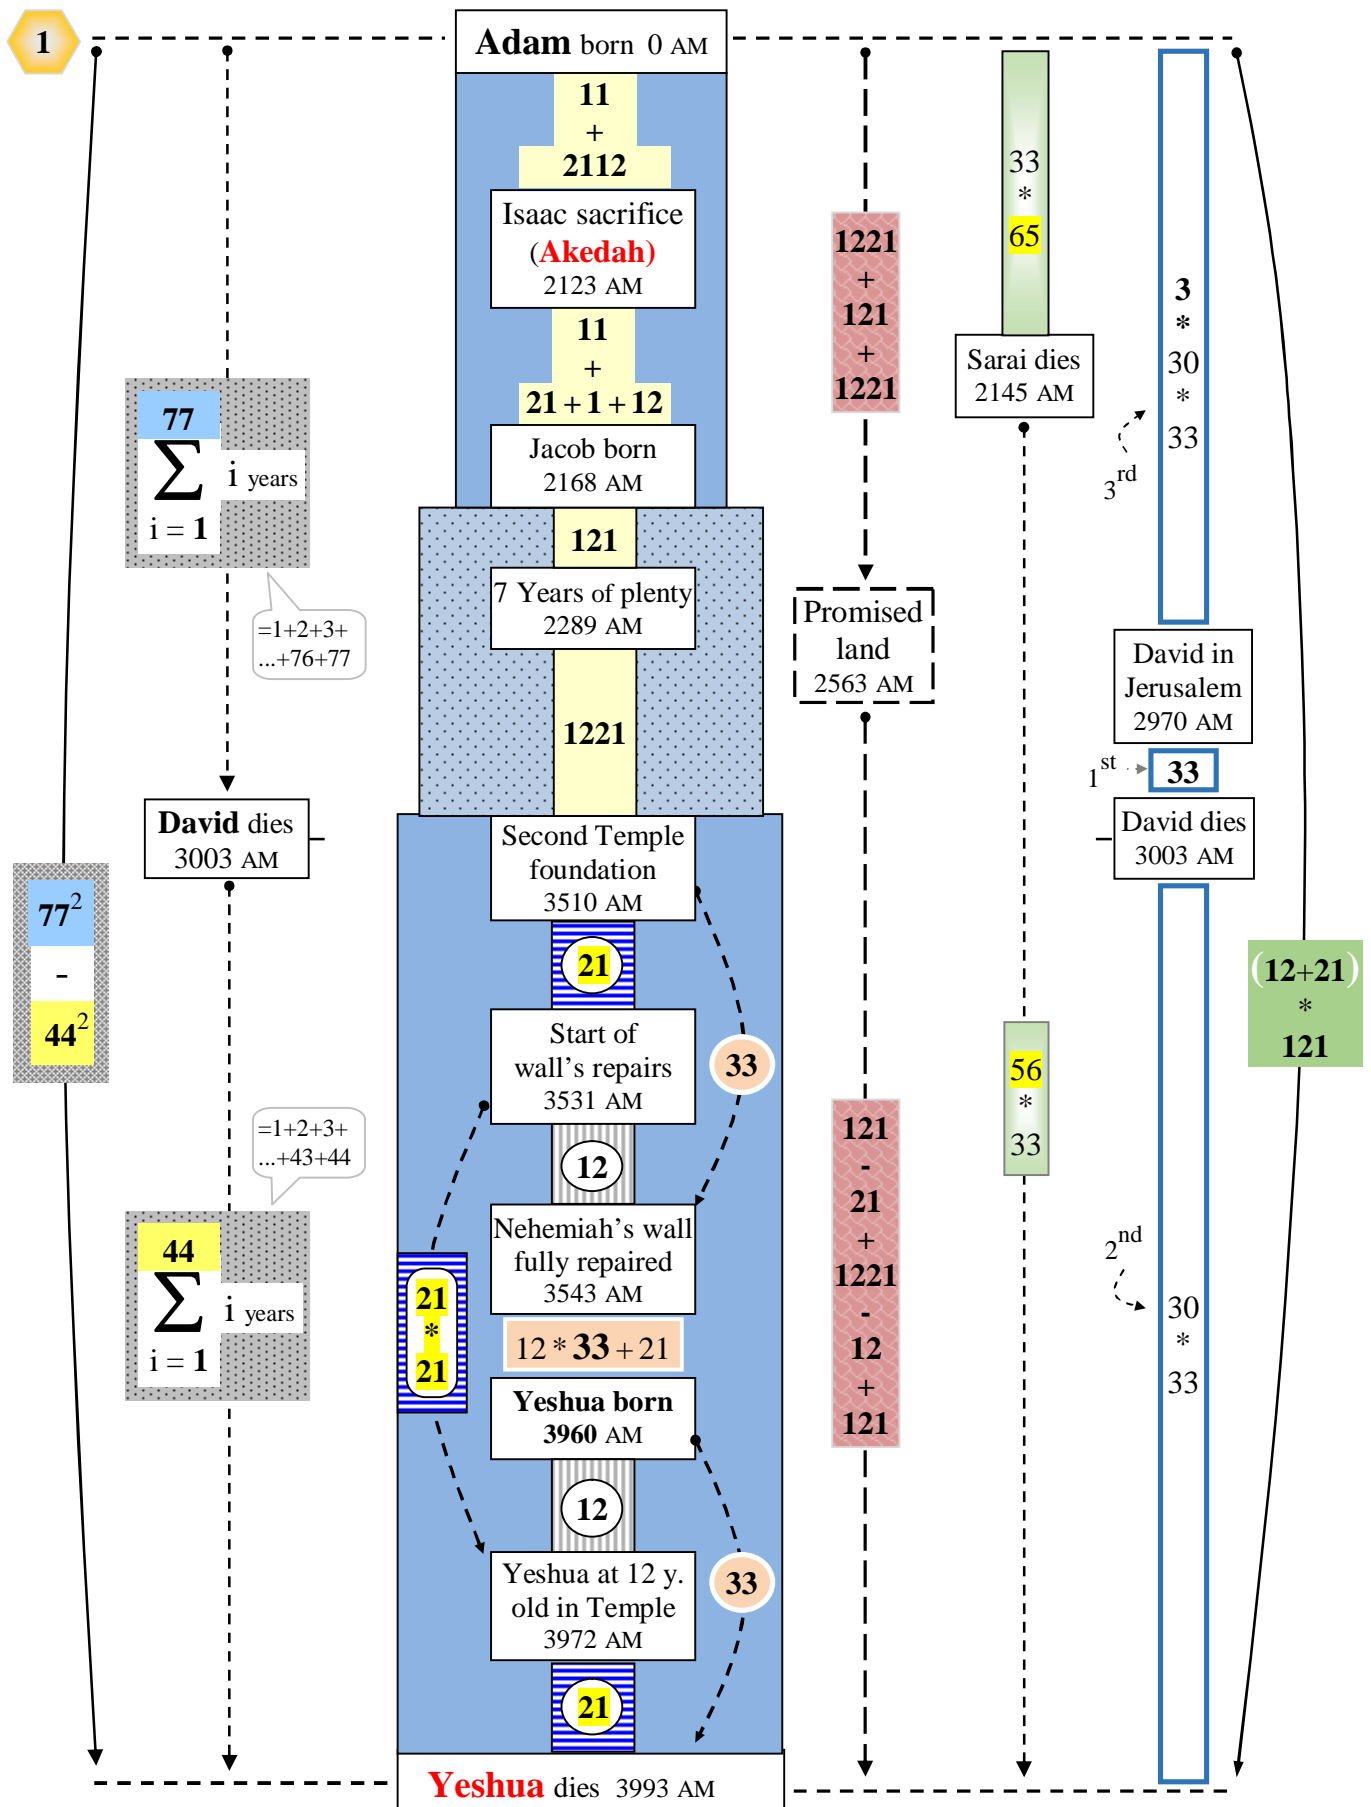 1
Adam born 0 AM
11
+
2112
Isaac sacrifice
(Akedah)
2123 AM
11
+
21 + 1 + 12
Jacob born
2168 AM
121
7 Years of plenty
2289 AM
1221
Second Temple
foundation
3510 AM
21
Start of
wall's repairs
3531 AM
33
12
Nehemiah's wall
fully repaired
3543 AM
21
*
21
12 * 33 + 21
Yeshua born
3960 AM
12
33
Yeshua at 12 y.
old in Temple
3972 AM
21
Yeshua dies 3993 AM
77²
-
44²
77
∑ i years
i = 1
=1+2+3+
...+76+77
David dies
3003 AM
=1+2+3+
...+43+44
44
∑ i years
i = 1
1221
+
121
+
1221
Promised
land
2563 AM
121
-
21
+
1221
-
12
+
121
33
*
65
Sarai dies
2145 AM
56
*
33
3
*
30
*
33
3rd
David in
Jerusalem
2970 AM
1st
33
David dies
3003 AM
2nd
30
*
33
(12+21)
*
121